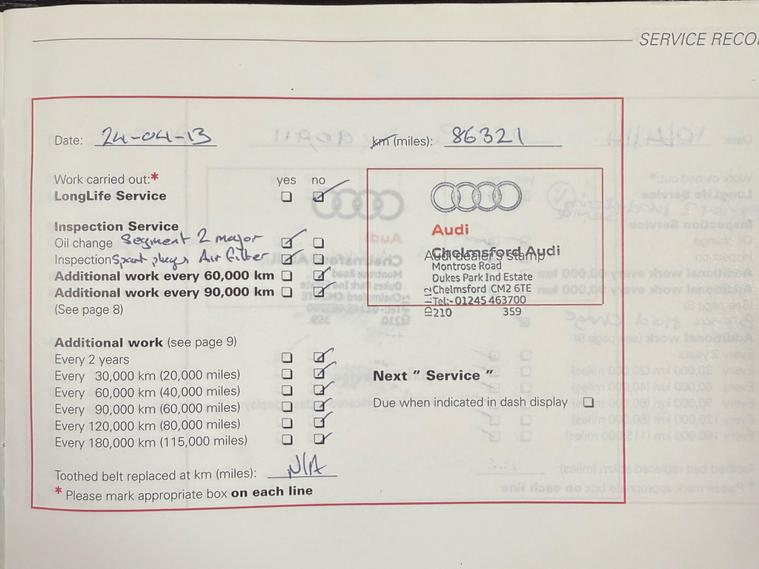 SERVICE RECO
Date: 24-04-13
km (miles): 86321
Work carried out:* yes no
LongLife Service
Inspection Service
Oil change Segment 2 major
Inspection Spark plugs Air filter
Additional work every 60,000 km
Additional work every 90,000 km
(See page 8)
Audi
Chelmsford Audi
Audi dealer's stamp
Montrose Road
Dukes Park Ind Estate
Chelmsford CM2 6TE
Tel:- 01245 463700
210 359
Additional work (see page 9)
Every 2 years
Every 30,000 km (20,000 miles)
Every 60,000 km (40,000 miles)
Every 90,000 km (60,000 miles)
Every 120,000 km (80,000 miles)
Every 180,000 km (115,000 miles)
Next " Service "
Due when indicated in dash display
Toothed belt replaced at km (miles): N/A
* Please mark appropriate box on each line